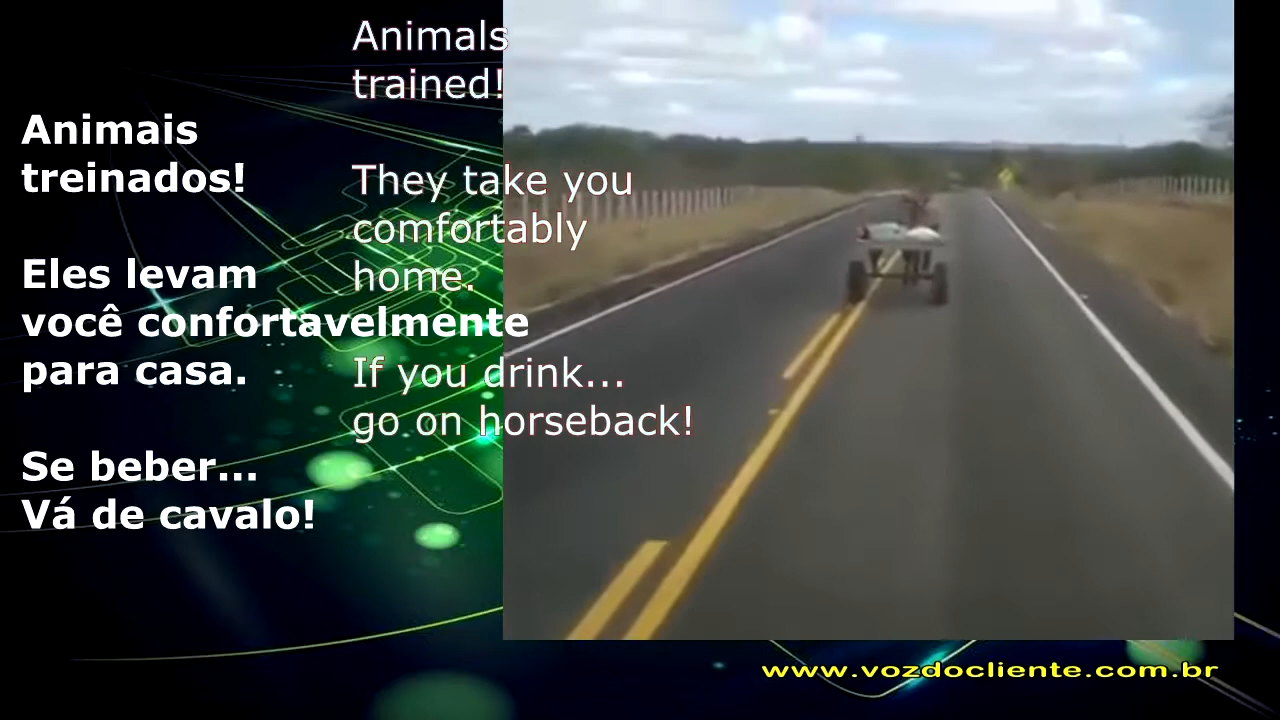 Animais
treinados!
Eles levam
você confortavelmente
para casa.
Se beber...
Vá de cavalo!
Animals
trained!
They take you
comfortably
home.
If you drink...
go on horseback!
www.vozdocliente.com.br